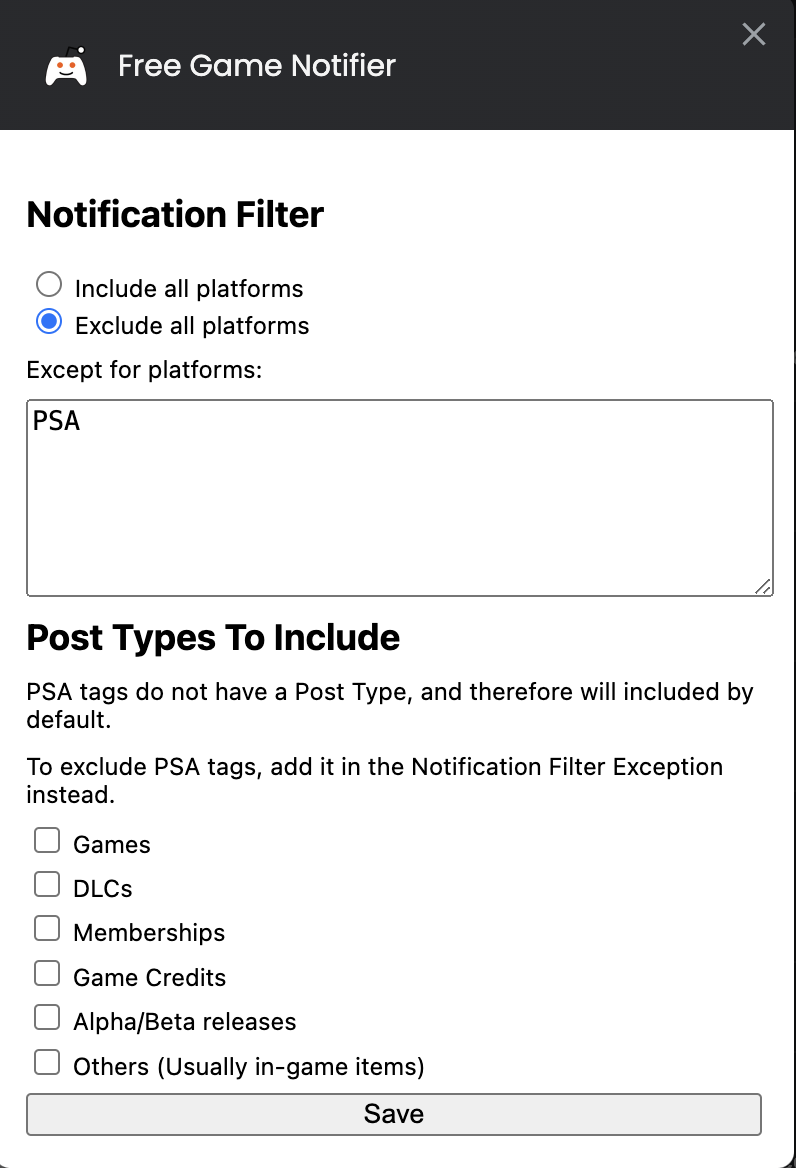 Free Game Notifier
Notification Filter
Include all platforms
Exclude all platforms
Except for platforms:
PSA
Post Types To Include
PSA tags do not have a Post Type, and therefore will included by
default.
To exclude PSA tags, add it in the Notification Filter Exception
instead.
Games
DLCs
Memberships
Game Credits
Alpha/Beta releases
Others (Usually in-game items)
Save